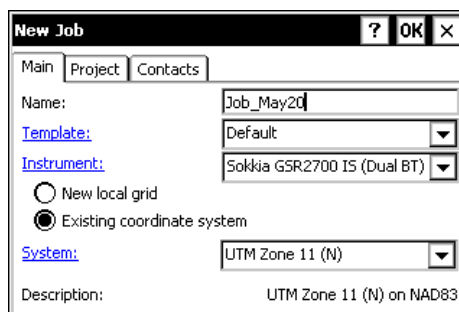 New Job ? OK ×
Main Project Contacts
Name: Job_May20
Template: Default
Instrument: Sokkia GSR2700 IS (Dual BT)
New local grid
Existing coordinate system
System: UTM Zone 11 (N)
Description: UTM Zone 11 (N) on NAD83